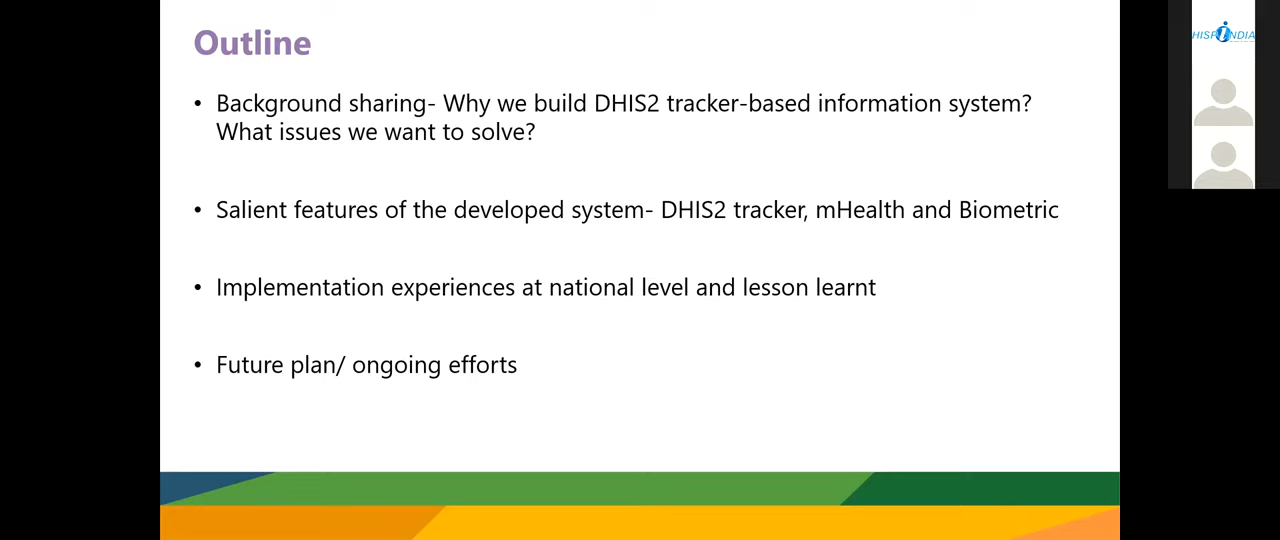 Outline
• Background sharing- Why we build DHIS2 tracker-based information system?
What issues we want to solve?
• Salient features of the developed system- DHIS2 tracker, mHealth and Biometric
• Implementation experiences at national level and lesson learnt
• Future plan/ ongoing efforts
HISP INDIA